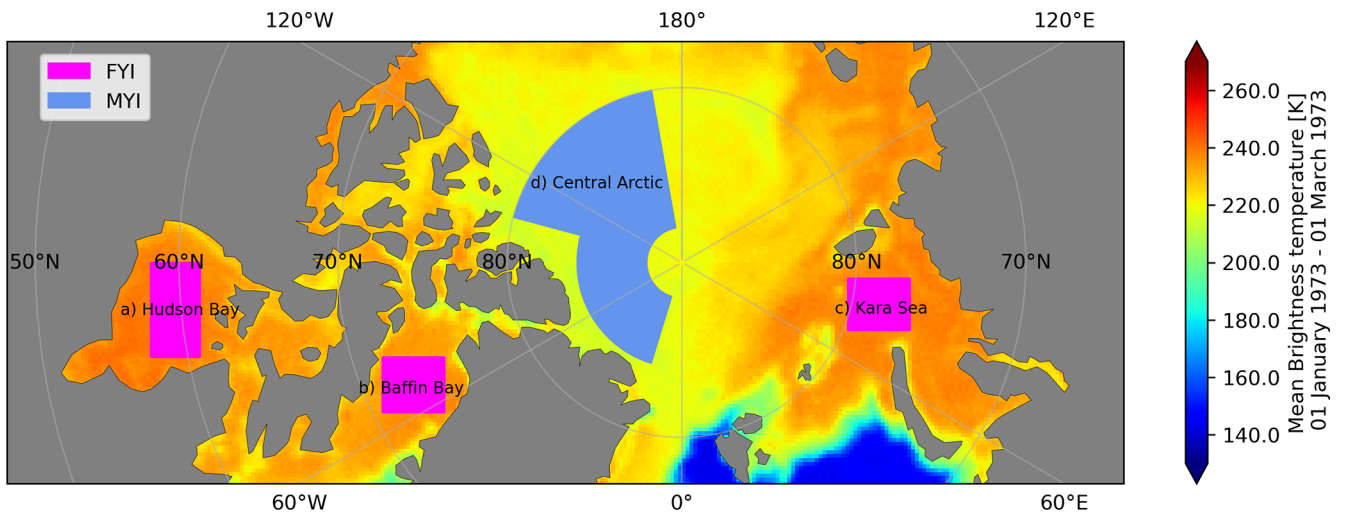 120°W 180° 120°E
FYI
MYI
d) Central Arctic
50°N 60°N 70°N 80°N 80°N 70°N
a) Hudson Bay
c) Kara Sea
b) Baffin Bay
60°W 0° 60°E
260.0
240.0
220.0
200.0
180.0
160.0
140.0
Mean Brightness temperature [K]
01 January 1973 - 01 March 1973